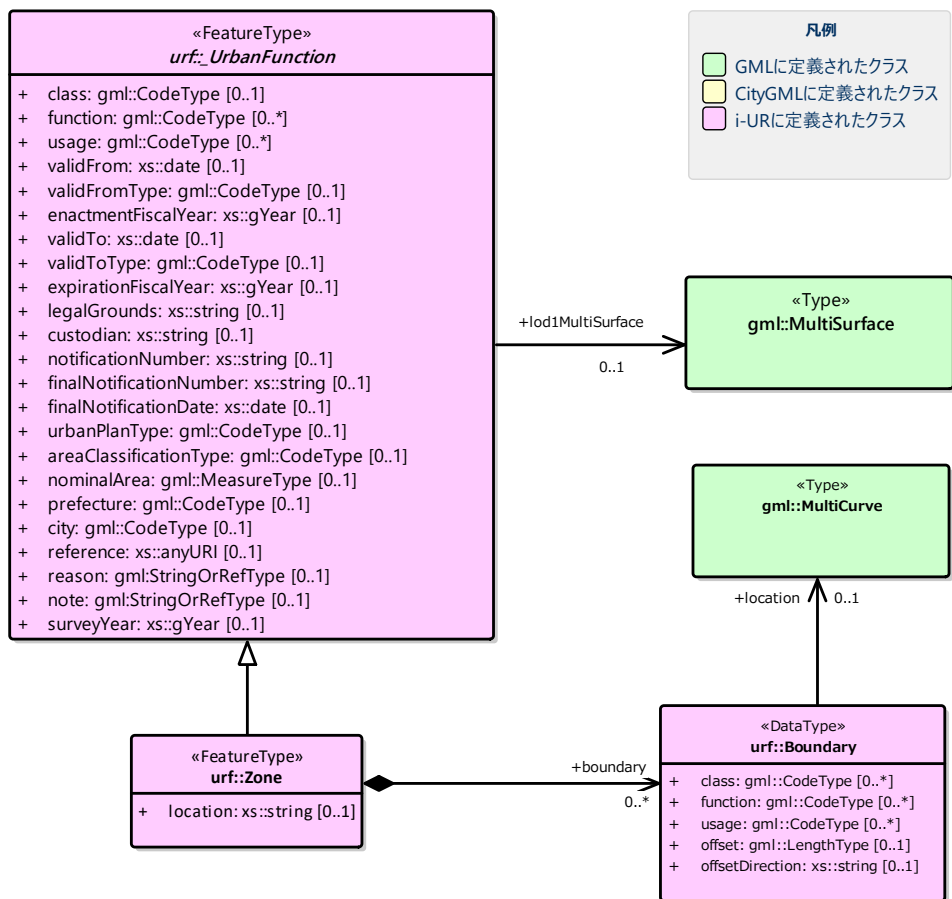 «FeatureType»
urf::_UrbanFunction
+ class: gml::CodeType [0..1]
+ function: gml::CodeType [0..*]
+ usage: gml::CodeType [0..*]
+ validFrom: xs::date [0..1]
+ validFromType: gml::CodeType [0..1]
+ enactmentFiscalYear: xs::gYear [0..1]
+ validTo: xs::date [0..1]
+ validToType: gml::CodeType [0..1]
+ expirationFiscalYear: xs::gYear [0..1]
+ legalGrounds: xs::string [0..1]
+ custodian: xs::string [0..1]
+ notificationNumber: xs::string [0..1]
+ finalNotificationNumber: xs::string [0..1]
+ finalNotificationDate: xs::date [0..1]
+ urbanPlanType: gml::CodeType [0..1]
+ areaClassificationType: gml::CodeType [0..1]
+ nominalArea: gml::MeasureType [0..1]
+ prefecture: gml::CodeType [0..1]
+ city: gml::CodeType [0..1]
+ reference: xs::anyURI [0..1]
+ reason: gml:StringOrRefType [0..1]
+ note: gml:StringOrRefType [0..1]
+ surveyYear: xs::gYear [0..1]
凡例
GMLに定義されたクラス
CityGMLに定義されたクラス
i-URに定義されたクラス
+lod1MultiSurface
0..1
«Type»
gml::MultiSurface
«Type»
gml::MultiCurve
+location 0..1
«FeatureType»
urf::Zone
+ location: xs::string [0..1]
+boundary
0..*
«DataType»
urf::Boundary
+ class: gml::CodeType [0..*]
+ function: gml::CodeType [0..*]
+ usage: gml::CodeType [0..*]
+ offset: gml::LengthType [0..1]
+ offsetDirection: xs::string [0..1]